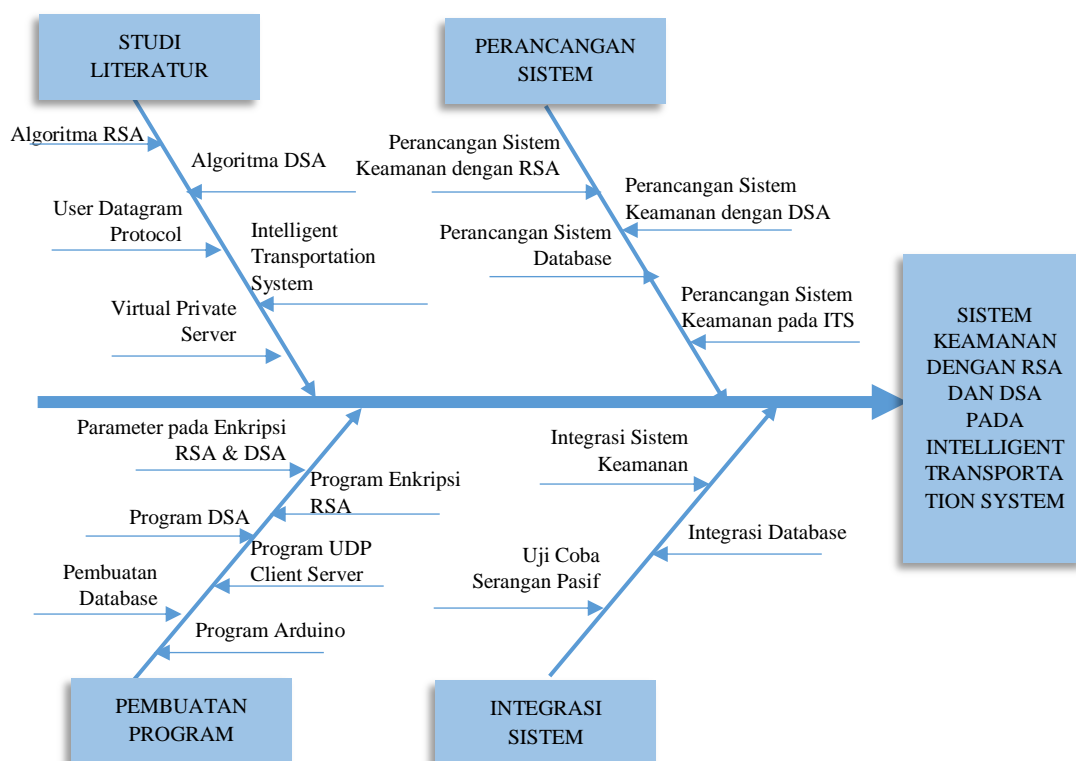 STUDI
LITERATUR
Algoritma RSA
Algoritma DSA
User Datagram
Protocol
Intelligent
Transportation
System
Virtual Private
Server
PERANCANGAN
SISTEM
Perancangan Sistem
Keamanan dengan RSA
Perancangan Sistem
Keamanan dengan DSA
Perancangan Sistem
Database
Perancangan Sistem
Keamanan pada ITS
SISTEM
KEAMANAN
DENGAN RSA
DAN DSA
PADA
INTELLIGENT
TRANSPORTA
TION SYSTEM
Parameter pada Enkripsi
RSA & DSA
Program Enkripsi
RSA
Program DSA
Program UDP
Client Server
Pembuatan
Database
Program Arduino
PEMBUATAN
PROGRAM
Integrasi Sistem
Keamanan
Integrasi Database
Uji Coba
Serangan Pasif
INTEGRASI
SISTEM